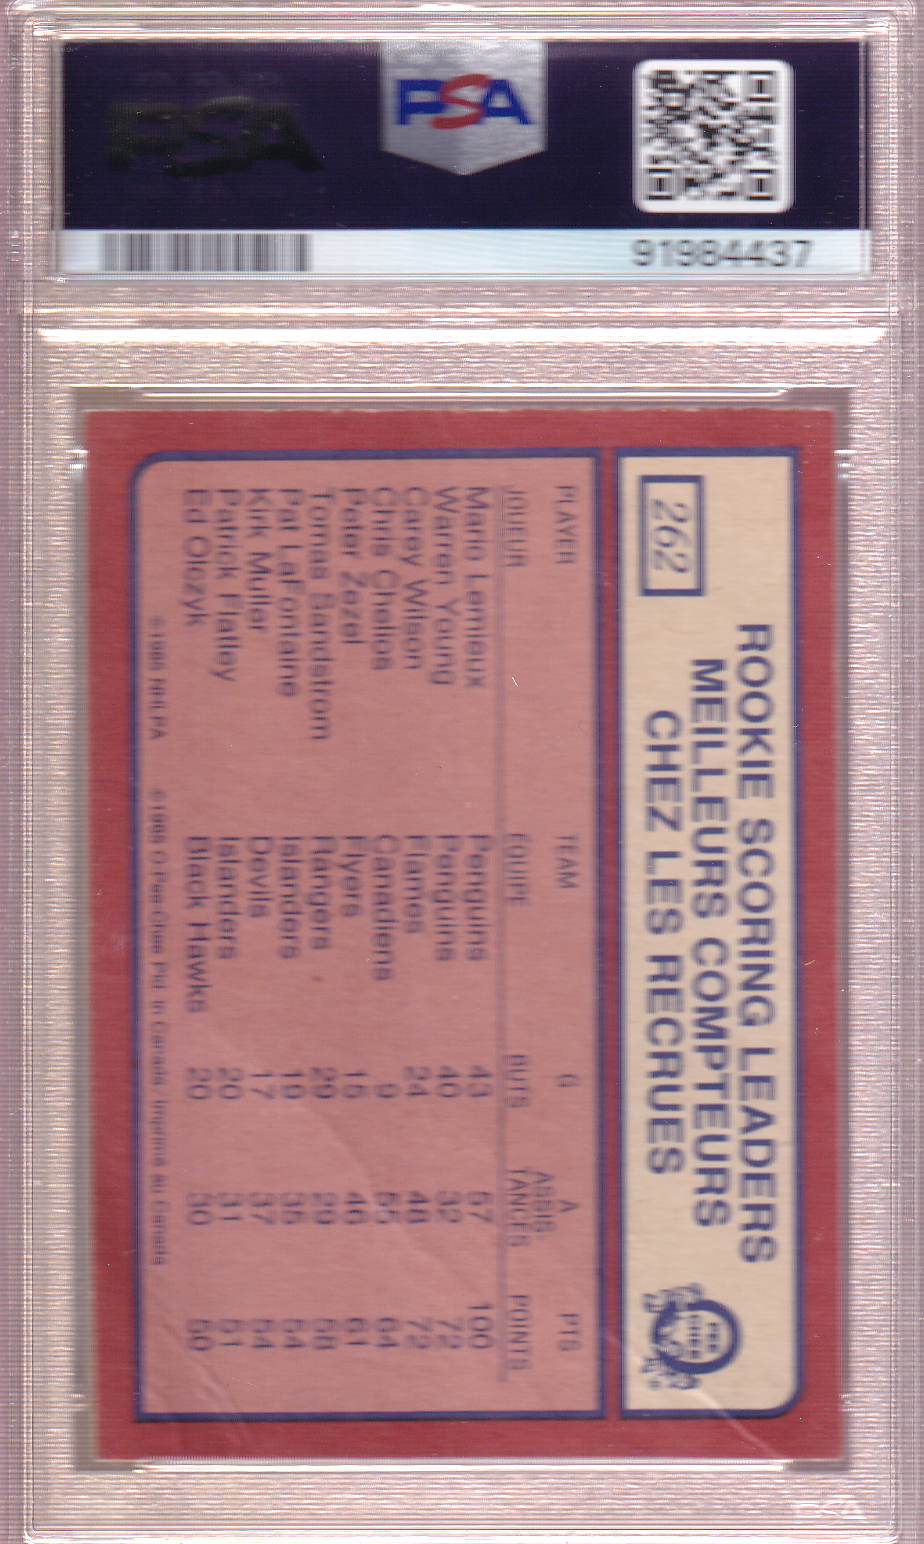 PSA
PSA
91984437
262
ROOKIE SCORING LEADERS
MEILLEURS COMPTEURS
CHEZ LES RECRUES
O-PEE-CHEE
PLAYER TEAM G A PTS
JOUEUR ÉQUIPE BUTS ASSIS-TANCES POINTS
Mario Lemieux Penguins 43 57 100
Warren Young Penguins 40 32 72
Carey Wilson Flames 24 48 72
Chris Chelios Canadiens 9 55 64
Peter Zezel Flyers 15 46 61
Tomas Sandstrom Rangers 29 29 58
Pat LaFontaine Islanders 19 35 54
Kirk Muller Devils 17 37 54
Patrick Flatley Islanders 20 31 51
Ed Olczyk Black Hawks 20 30 50
© 1985 NHLPA © 1985 O-Pee-Chee Ptd. in Canada Imprimé au Canada
PSA